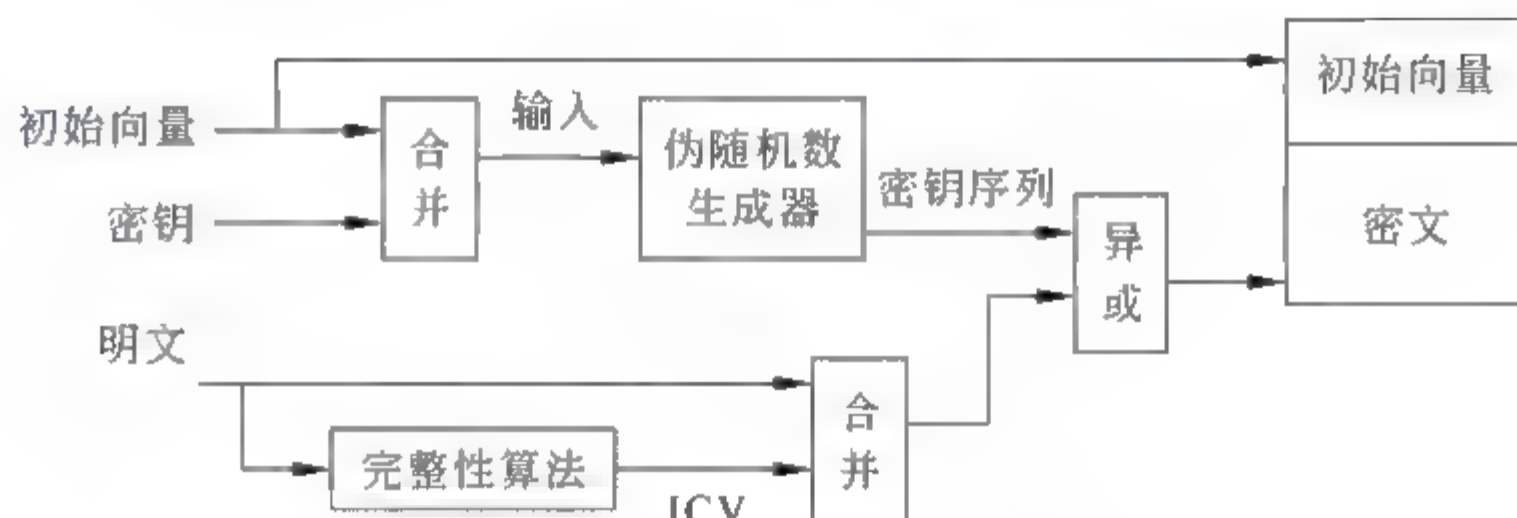 初始向量
密钥
合并
输入
伪随机数
生成器
密钥序列
异或
初始向量
密文
明文
完整性算法
ICV
合并